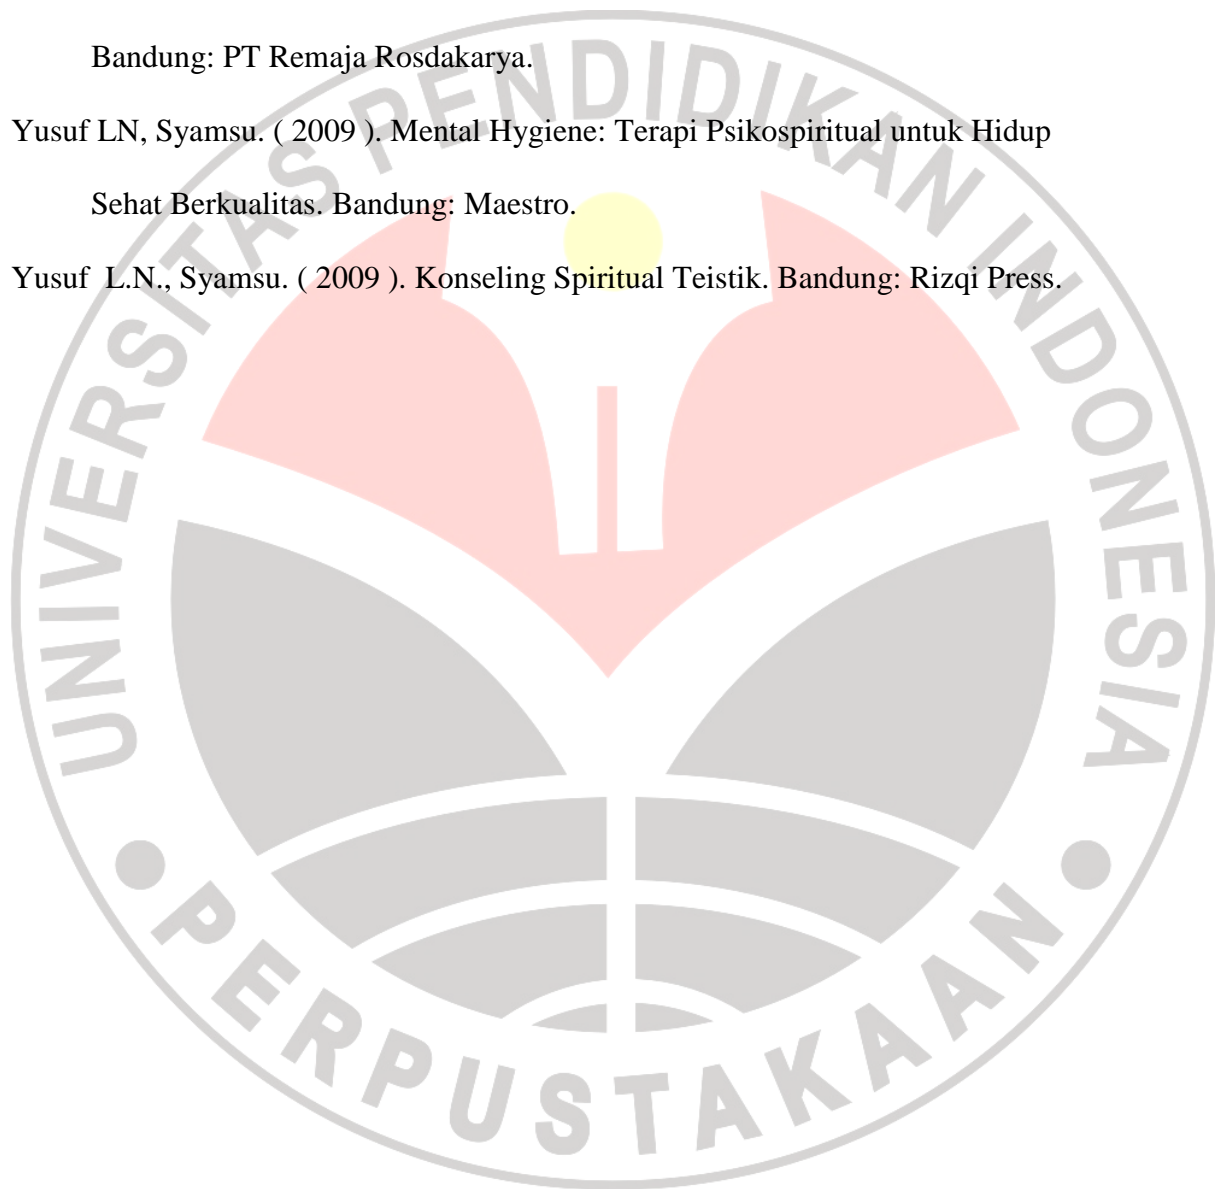 Bandung: PT Remaja Rosdakarya.
Yusuf LN, Syamsu. ( 2009 ). Mental Hygiene: Terapi Psikospiritual untuk Hidup
Sehat Berkualitas. Bandung: Maestro.
Yusuf  L.N., Syamsu. ( 2009 ). Konseling Spiritual Teistik. Bandung: Rizqi Press.
UNIVERSITAS PENDIDIKAN INDONESIA
PERPUSTAKAAN